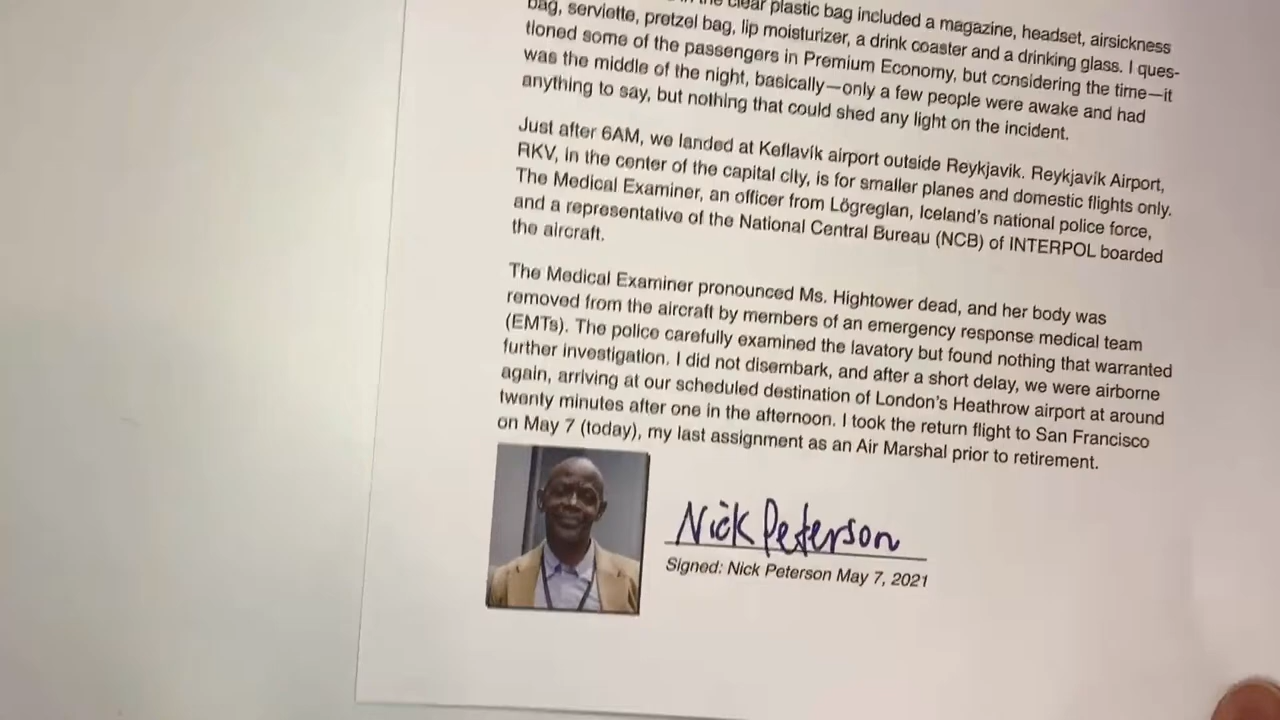 in the clear plastic bag included a magazine, headset, airsickness
bag, serviette, pretzel bag, lip moisturizer, a drink coaster and a drinking glass. I ques-
tioned some of the passengers in Premium Economy, but considering the time—it
was the middle of the night, basically—only a few people were awake and had
anything to say, but nothing that could shed any light on the incident.
Just after 6AM, we landed at Keflavík airport outside Reykjavik. Reykjavík Airport,
RKV, in the center of the capital city, is for smaller planes and domestic flights only.
The Medical Examiner, an officer from Lögreglan, Iceland's national police force,
and a representative of the National Central Bureau (NCB) of INTERPOL boarded
the aircraft.
The Medical Examiner pronounced Ms. Hightower dead, and her body was
removed from the aircraft by members of an emergency response medical team
(EMTs). The police carefully examined the lavatory but found nothing that warranted
further investigation. I did not disembark, and after a short delay, we were airborne
again, arriving at our scheduled destination of London's Heathrow airport at around
twenty minutes after one in the afternoon. I took the return flight to San Francisco
on May 7 (today), my last assignment as an Air Marshal prior to retirement.
Nick Peterson
Signed: Nick Peterson May 7, 2021